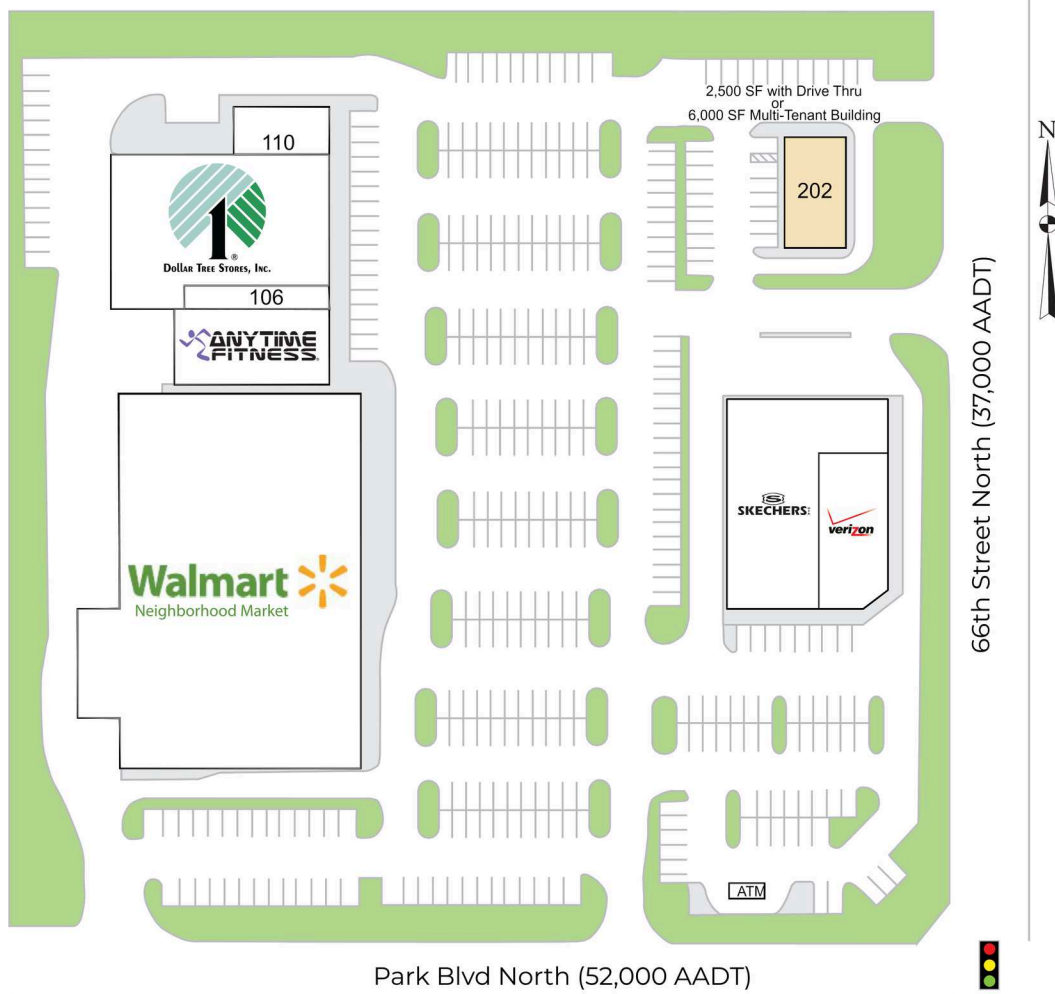 2,500 SF with Drive Thru
or
6,000 SF Multi-Tenant Building
N
110
202
1
®
Dollar Tree Stores, Inc.
106
ANYTIME
FITNESS®
66th Street North (37,000 AADT)
S
SKECHERS
verizon
Walmart
Neighborhood Market
ATM
Park Blvd North (52,000 AADT)